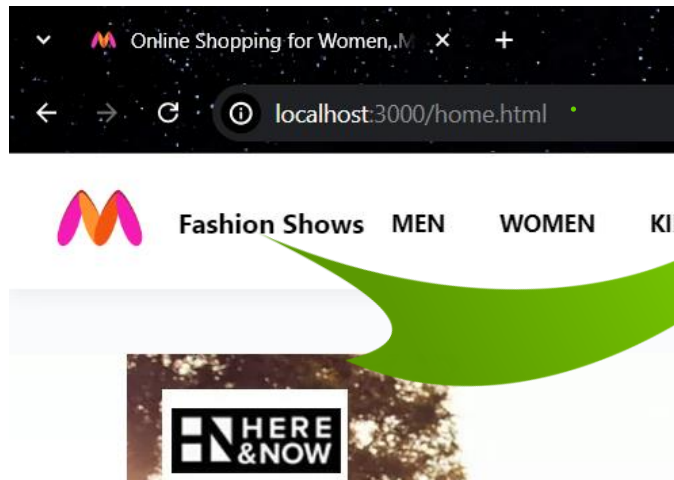 Online Shopping for Women,
localhost:3000/home.html
Fashion Shows MEN WOMEN
HERE
&NOW